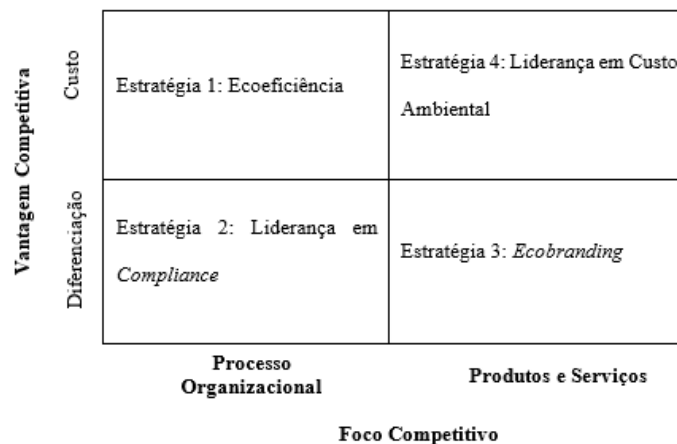 Vantagem Competitiva
Custo
Diferenciação
Estratégia 1: Ecoeficiência
Estratégia 4: Liderança em Custo
Ambiental
Estratégia 2: Liderança em
Compliance
Estratégia 3: Ecobranding
Processo
Organizacional
Produtos e Serviços
Foco Competitivo